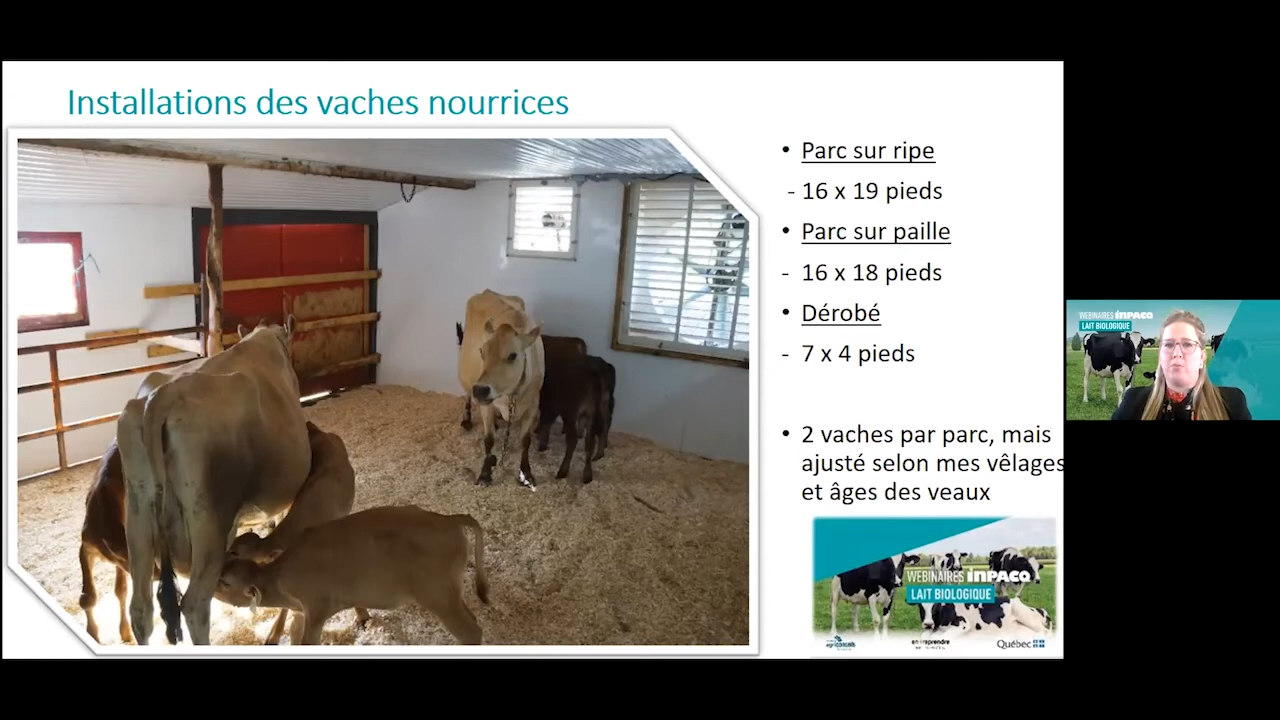 Installations des vaches nourrices
• Parc sur ripe
- 16 x 19 pieds
• Parc sur paille
- 16 x 18 pieds
• Dérobé
- 7 x 4 pieds
• 2 vaches par parc, mais
ajusté selon mes vêlages
et âges des veaux
WEBINAIRES INPACQ
LAIT BIOLOGIQUE
agriconseils
entreprendre
Québec
WEBINAIRES INPACQ
LAIT BIOLOGIQUE